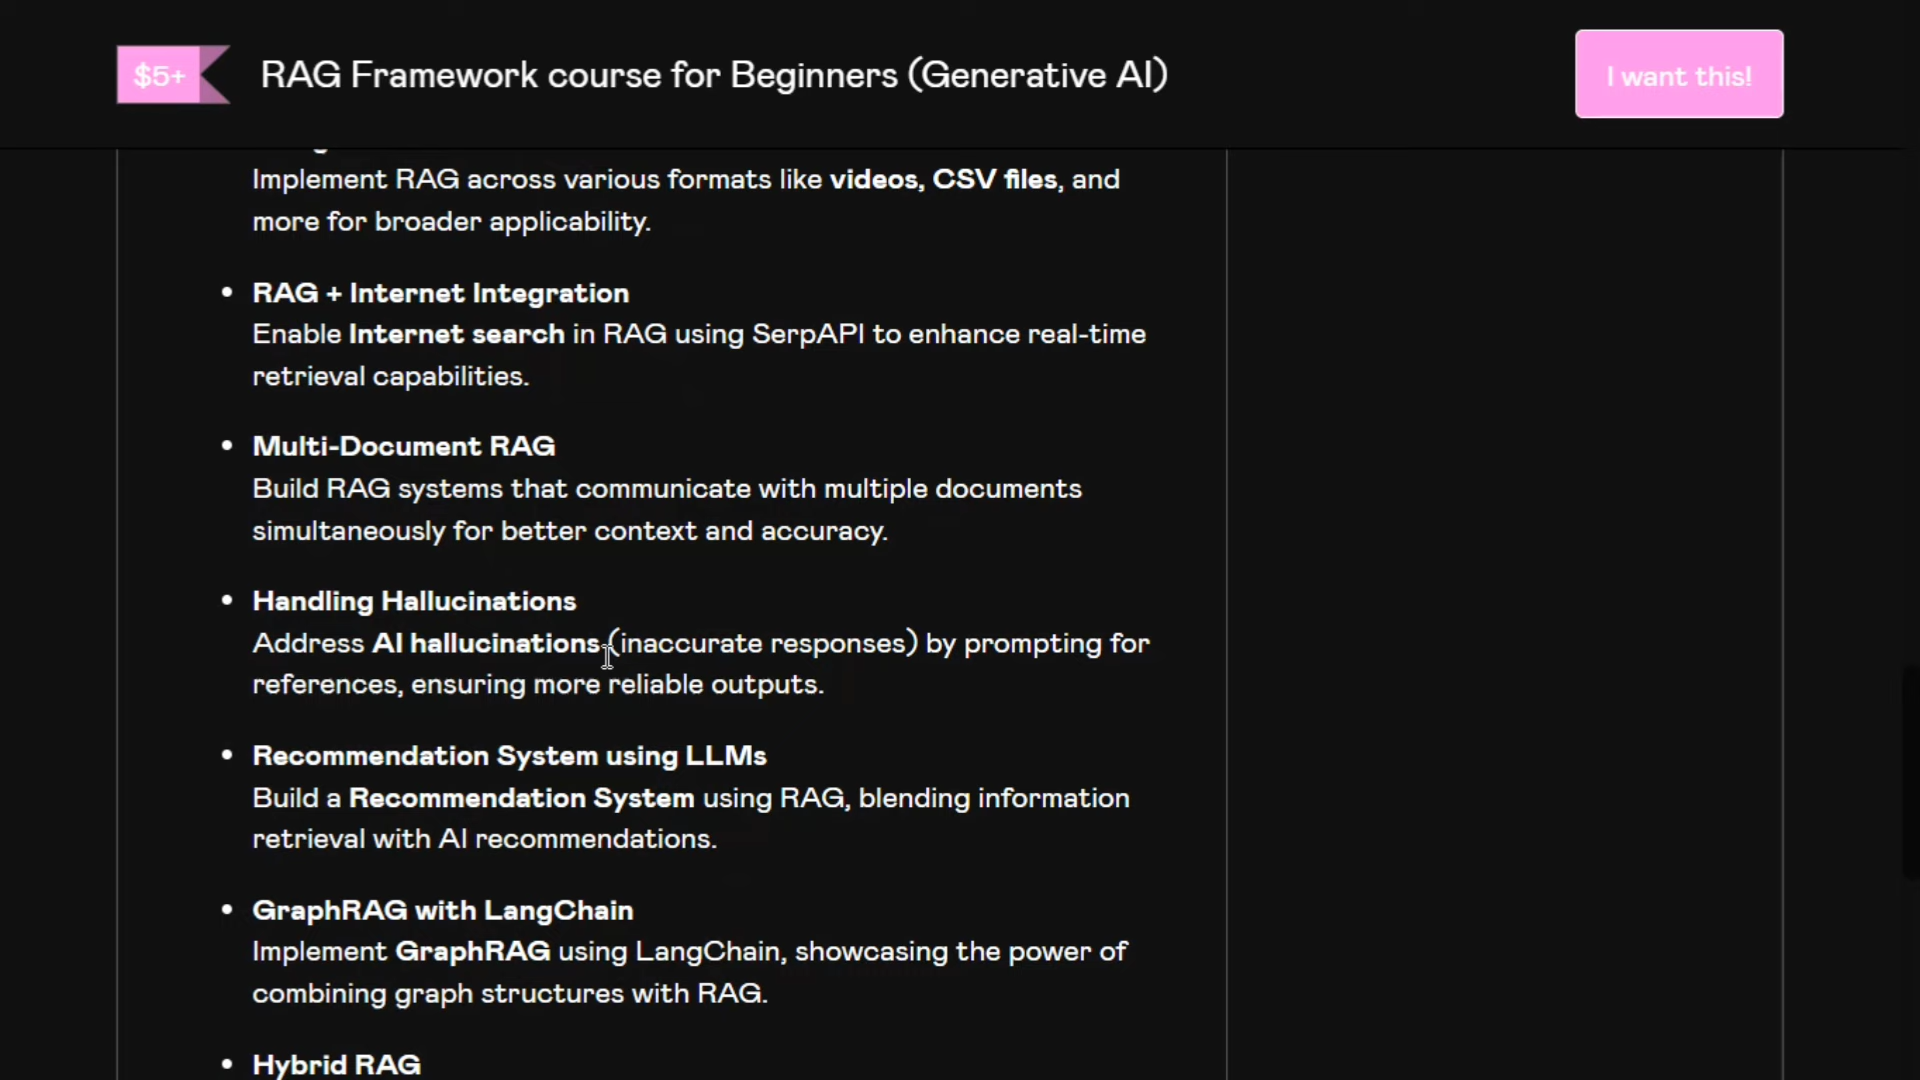 $5+
RAG Framework course for Beginners (Generative AI)
I want this!
Implement RAG across various formats like videos, CSV files, and
more for broader applicability.
• RAG + Internet Integration
Enable Internet search in RAG using SerpAPI to enhance real-time
retrieval capabilities.
• Multi-Document RAG
Build RAG systems that communicate with multiple documents
simultaneously for better context and accuracy.
• Handling Hallucinations
Address AI hallucinations (inaccurate responses) by prompting for
references, ensuring more reliable outputs.
• Recommendation System using LLMs
Build a Recommendation System using RAG, blending information
retrieval with AI recommendations.
• GraphRAG with LangChain
Implement GraphRAG using LangChain, showcasing the power of
combining graph structures with RAG.
• Hybrid RAG